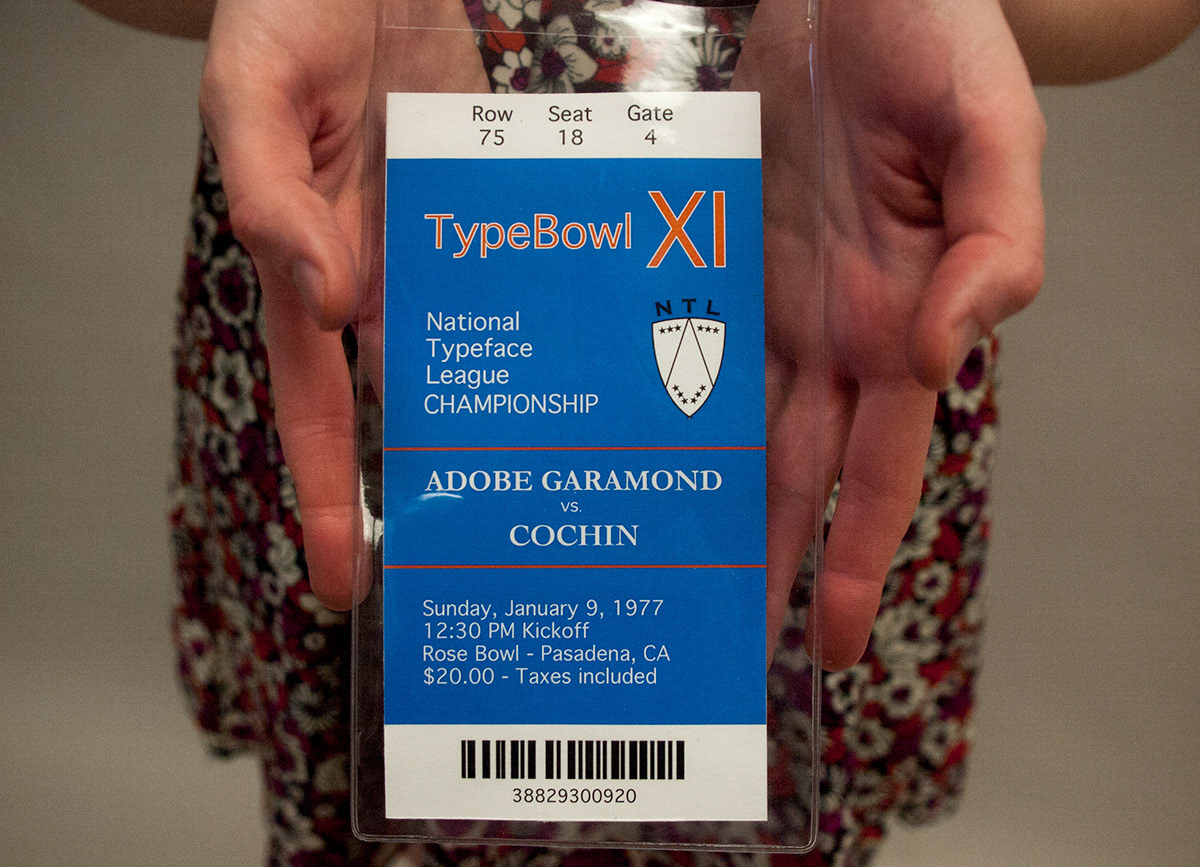 Row Seat Gate
75 18 4
TypeBowl XI
NTL
National
Typeface
League
CHAMPIONSHIP
ADOBE GARAMOND
vs.
COCHIN
Sunday, January 9, 1977
12:30 PM Kickoff
Rose Bowl - Pasadena, CA
$20.00 - Taxes included
38829300920